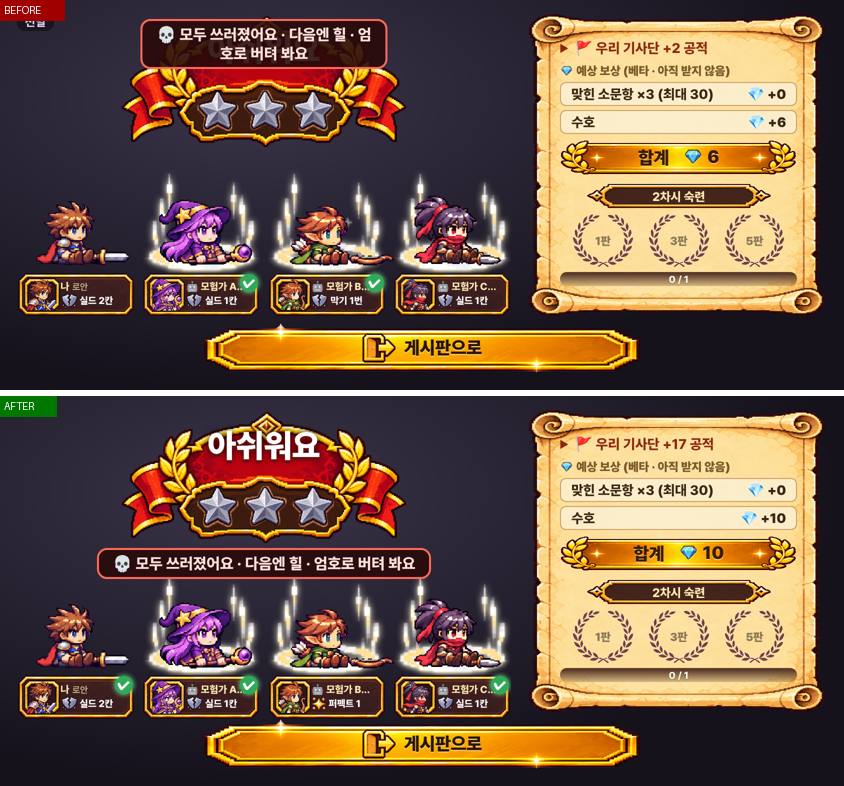 BEFORE
전설
💀 모두 쓰러졌어요 · 다음엔 힐 · 엄
호로 버텨 봐요
나 로안
실드 2칸
모험가 A...
실드 1칸
모험가 B...
막기 1번
모험가 C...
실드 1칸
▶ 🚩 우리 기사단 +2 공적
💎 예상 보상 (베타 · 아직 받지 않음)
맞힌 소문항 ×3 (최대 30) 💎 +0
수호 💎 +6
합계 💎 6
2차시 숙련
1판 3판 5판
0 / 1
게시판으로
AFTER
아쉬워요
💀 모두 쓰러졌어요 · 다음엔 힐 · 엄호로 버텨 봐요
나 로안
실드 2칸
모험가 A...
실드 1칸
모험가 B...
퍼펙트 1
모험가 C...
실드 1칸
▶ 🚩 우리 기사단 +17 공적
💎 예상 보상 (베타 · 아직 받지 않음)
맞힌 소문항 ×3 (최대 30) 💎 +0
수호 💎 +10
합계 💎 10
2차시 숙련
1판 3판 5판
0 / 1
게시판으로